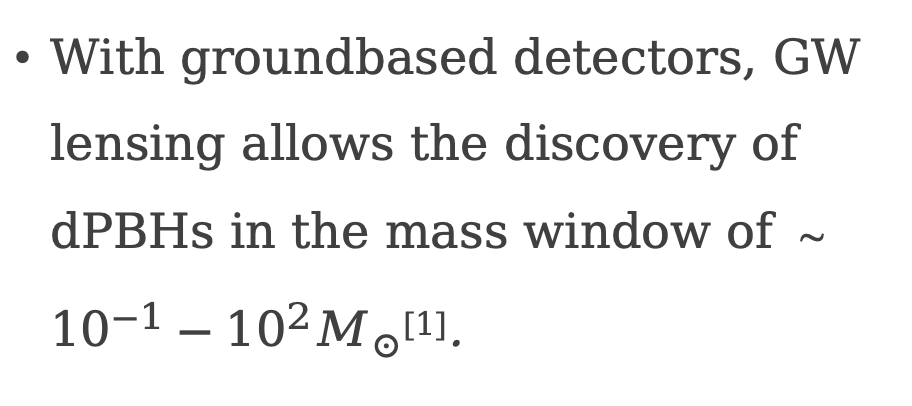 • With groundbased detectors, GW
lensing allows the discovery of
dPBHs in the mass window of ~
10⁻¹ − 10² M☉[1].